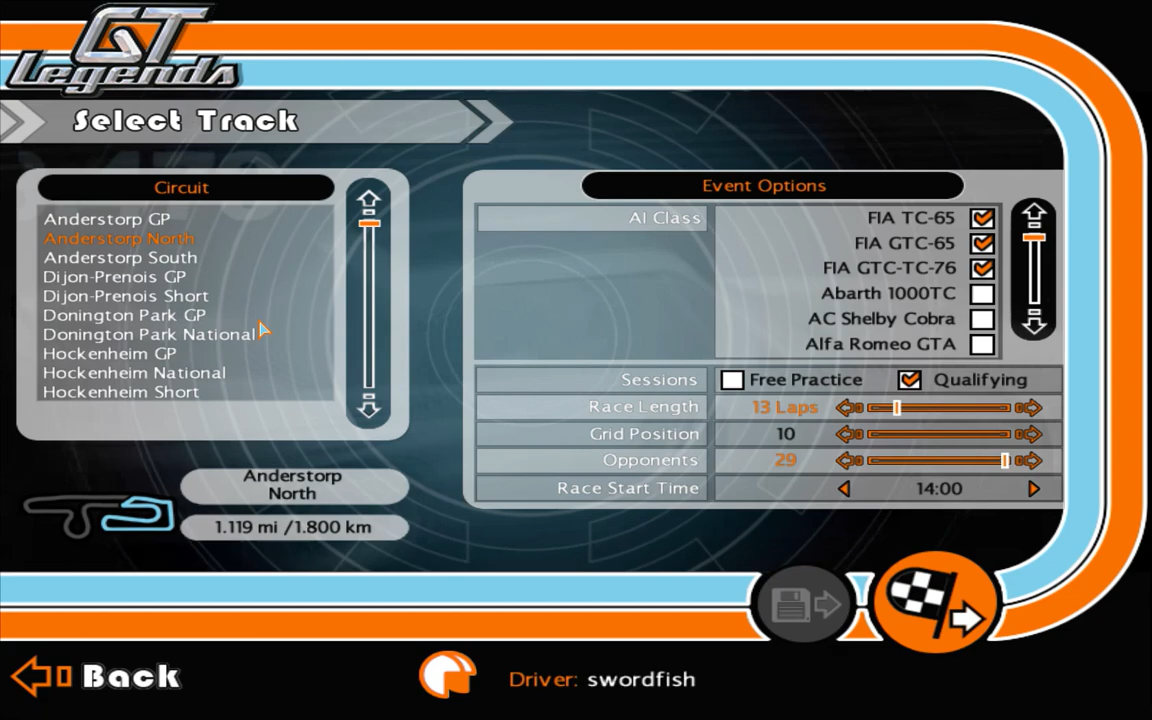 GT
Legends
Select Track
Circuit
Anderstorp GP
Anderstorp North
Anderstorp South
Dijon-Prenois GP
Dijon-Prenois Short
Donington Park GP
Donington Park National
Hockenheim GP
Hockenheim National
Hockenheim Short
Anderstorp
North
1.119 mi /1.800 km
Event Options
AI Class
FIA TC-65
FIA GTC-65
FIA GTC-TC-76
Abarth 1000TC
AC Shelby Cobra
Alfa Romeo GTA
Sessions Free Practice Qualifying
Race Length 13 Laps
Grid Position 10
Opponents 29
Race Start Time 14:00
Back
Driver: swordfish